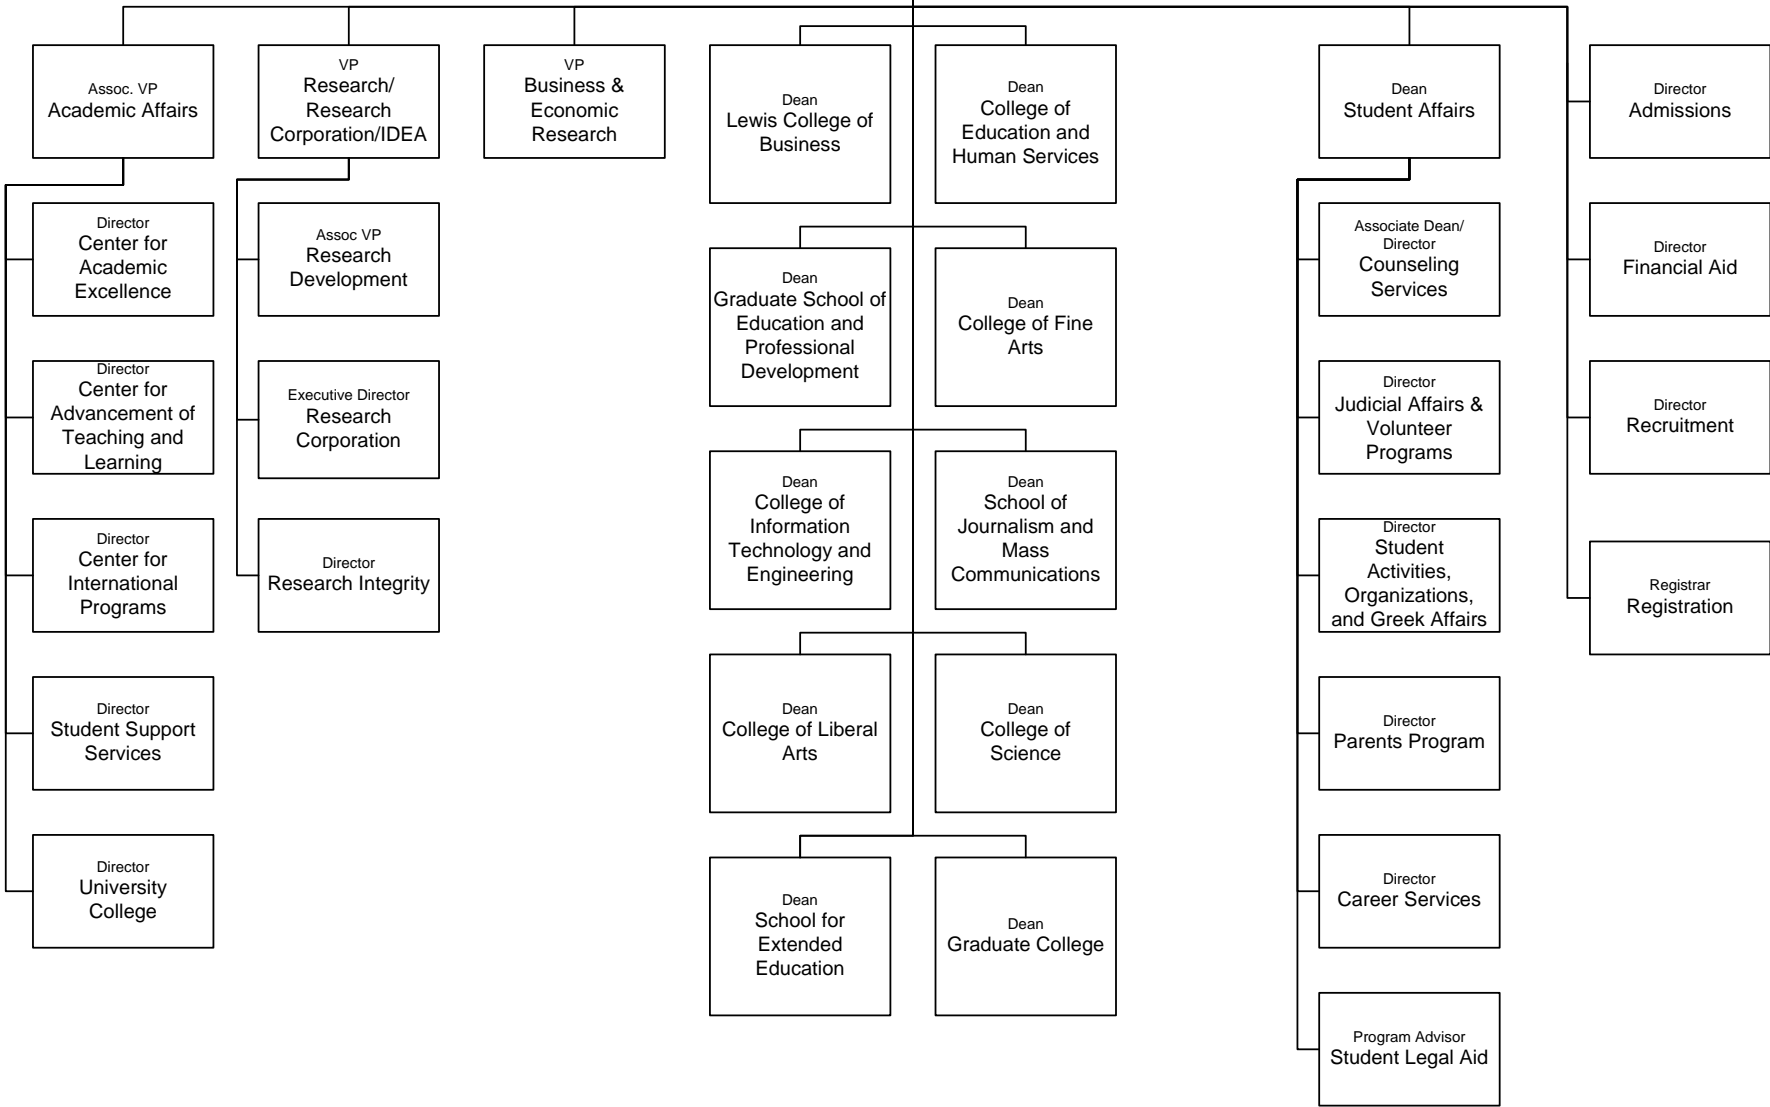 Assoc. VP
Academic Affairs
Director
Center for
Academic
Excellence
Director
Center for
Advancement of
Teaching and
Learning
Director
Center for
International
Programs
Director
Student Support
Services
Director
University
College
VP
Research/
Research
Corporation/IDEA
Assoc VP
Research
Development
Executive Director
Research
Corporation
Director
Research Integrity
VP
Business &
Economic
Research
Dean
Lewis College of
Business
Dean
College of
Education and
Human Services
Dean
Graduate School of
Education and
Professional
Development
Dean
College of Fine
Arts
Dean
College of
Information
Technology and
Engineering
Dean
School of
Journalism and
Mass
Communications
Dean
College of Liberal
Arts
Dean
College of
Science
Dean
School for
Extended
Education
Dean
Graduate College
Dean
Student Affairs
Associate Dean/
Director
Counseling
Services
Director
Judicial Affairs &
Volunteer
Programs
Director
Student
Activities,
Organizations,
and Greek Affairs
Director
Parents Program
Director
Career Services
Program Advisor
Student Legal Aid
Director
Admissions
Director
Financial Aid
Director
Recruitment
Registrar
Registration